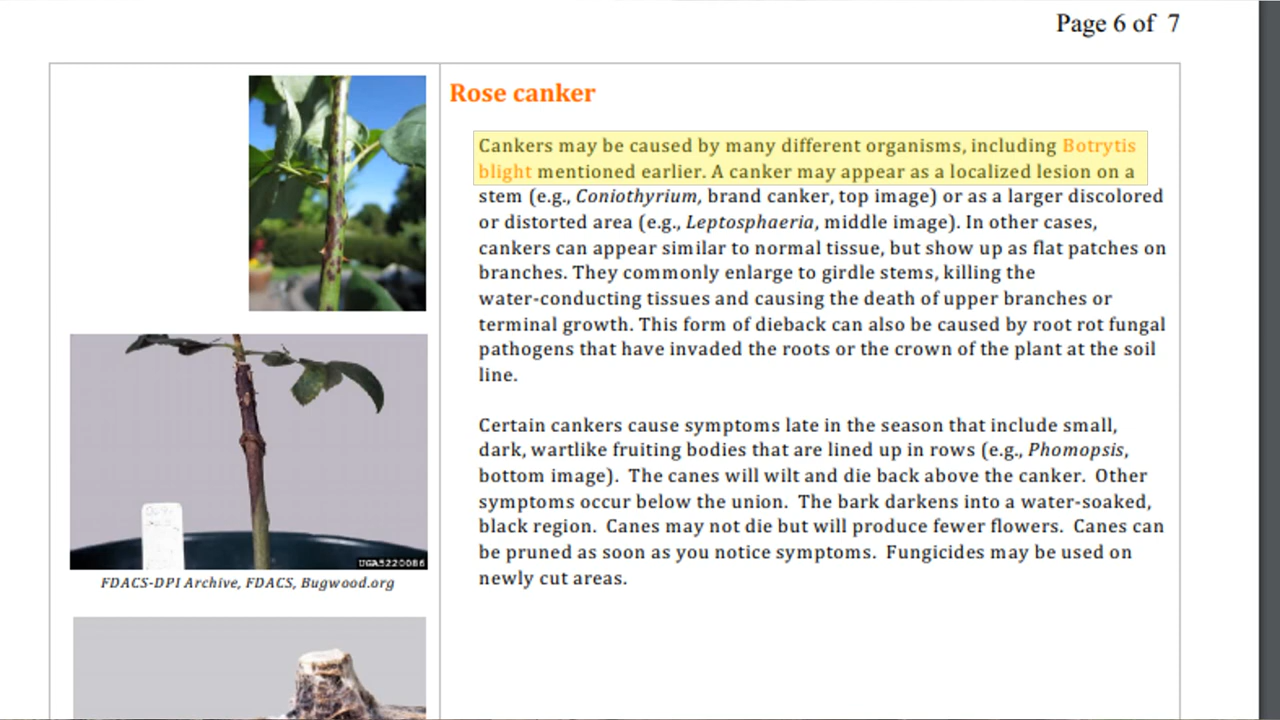 Page 6 of 7
Rose canker
Cankers may be caused by many different organisms, including Botrytis
blight mentioned earlier. A canker may appear as a localized lesion on a
stem (e.g., Coniothyrium, brand canker, top image) or as a larger discolored
or distorted area (e.g., Leptosphaeria, middle image). In other cases,
cankers can appear similar to normal tissue, but show up as flat patches on
branches. They commonly enlarge to girdle stems, killing the
water-conducting tissues and causing the death of upper branches or
terminal growth. This form of dieback can also be caused by root rot fungal
pathogens that have invaded the roots or the crown of the plant at the soil
line.
Certain cankers cause symptoms late in the season that include small,
dark, wartlike fruiting bodies that are lined up in rows (e.g., Phomopsis,
bottom image). The canes will wilt and die back above the canker. Other
symptoms occur below the union. The bark darkens into a water-soaked,
black region. Canes may not die but will produce fewer flowers. Canes can
be pruned as soon as you notice symptoms. Fungicides may be used on
newly cut areas.
UGA5220086
FDACS-DPI Archive, FDACS, Bugwood.org